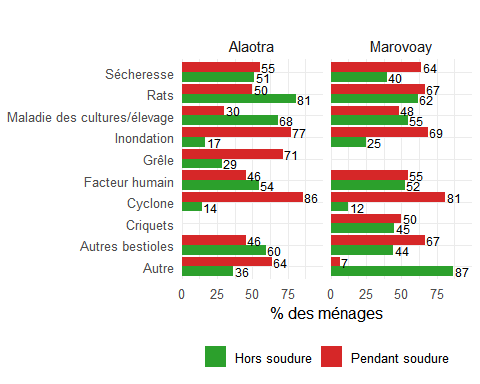 Alaotra Marovoay
Sécheresse 55 51 64 40
Rats 50 81 67 62
Maladie des cultures/élevage 30 68 48 55
Inondation 77 17 69 25
Grêle 71 29
Facteur humain 46 54 55 52
Cyclone 86 14 81 12
Criquets 50 45
Autres bestioles 46 60 67 44
Autre 64 36 7 87
0 25 50 75 0 25 50 75
% des ménages
Hors soudure Pendant soudure